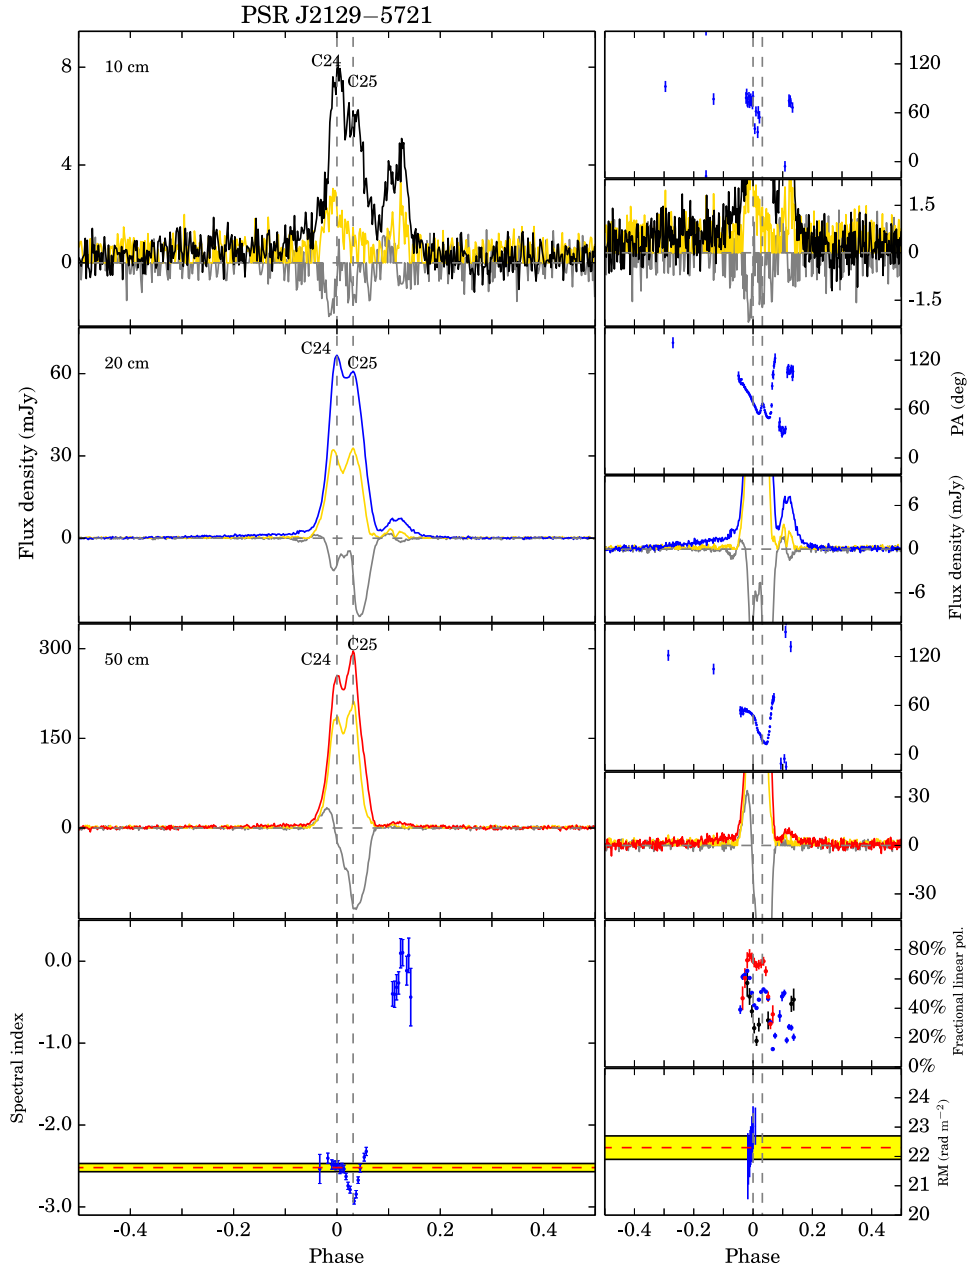 PSR J2129−5721
10 cm
C24
C25
8
4
0
120
60
0
1.5
0
-1.5
20 cm
C24
C25
60
30
0
Flux density (mJy)
120
60
0
PA (deg)
6
0
-6
Flux density (mJy)
50 cm
C24
C25
300
150
0
120
60
0
30
0
-30
0.0
-1.0
-2.0
-3.0
Spectral index
80%
60%
40%
20%
0%
Fractional linear pol.
24
23
22
21
20
RM (rad m−2)
-0.4 -0.2 0 0.2 0.4
Phase
-0.4 -0.2 0 0.2 0.4
Phase